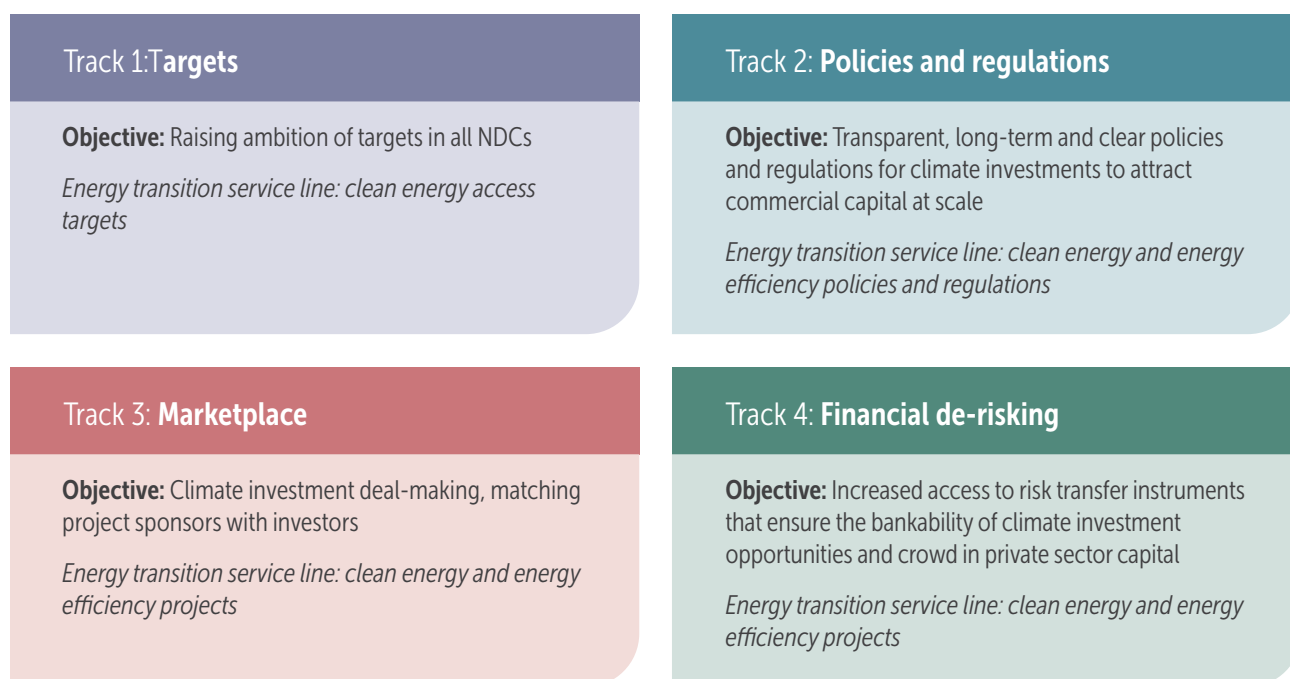 Track 1:Targets
Objective: Raising ambition of targets in all NDCs
Energy transition service line: clean energy access
targets
Track 2: Policies and regulations
Objective: Transparent, long-term and clear policies
and regulations for climate investments to attract
commercial capital at scale
Energy transition service line: clean energy and energy
efficiency policies and regulations
Track 3: Marketplace
Objective: Climate investment deal-making, matching
project sponsors with investors
Energy transition service line: clean energy and energy
efficiency projects
Track 4: Financial de-risking
Objective: Increased access to risk transfer instruments
that ensure the bankability of climate investment
opportunities and crowd in private sector capital
Energy transition service line: clean energy and energy
efficiency projects